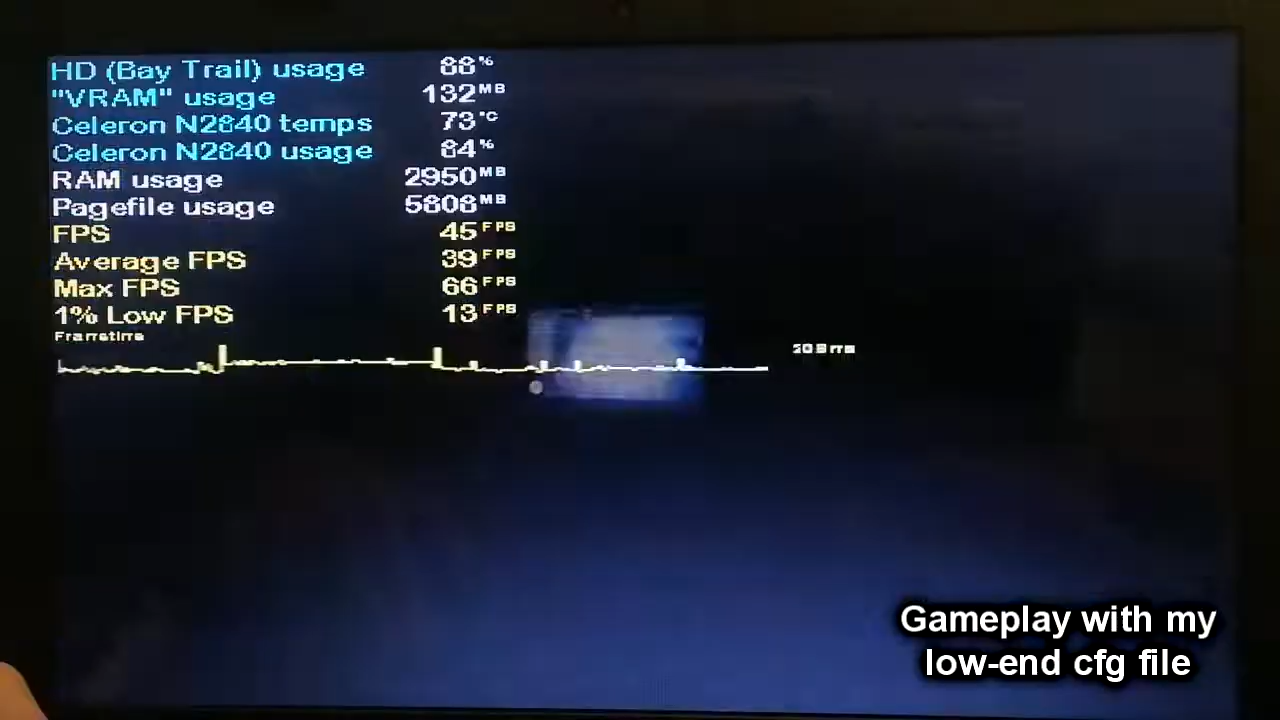 HD (Bay Trail) usage 88%
"VRAM" usage 132MB
Celeron N2840 temps 73°C
Celeron N2840 usage 84%
RAM usage 2950MB
Pagefile usage 5808MB
FPS 45FPS
Average FPS 39FPS
Max FPS 66FPS
1% Low FPS 13FPS
Frametime
Gameplay with my
low-end cfg file